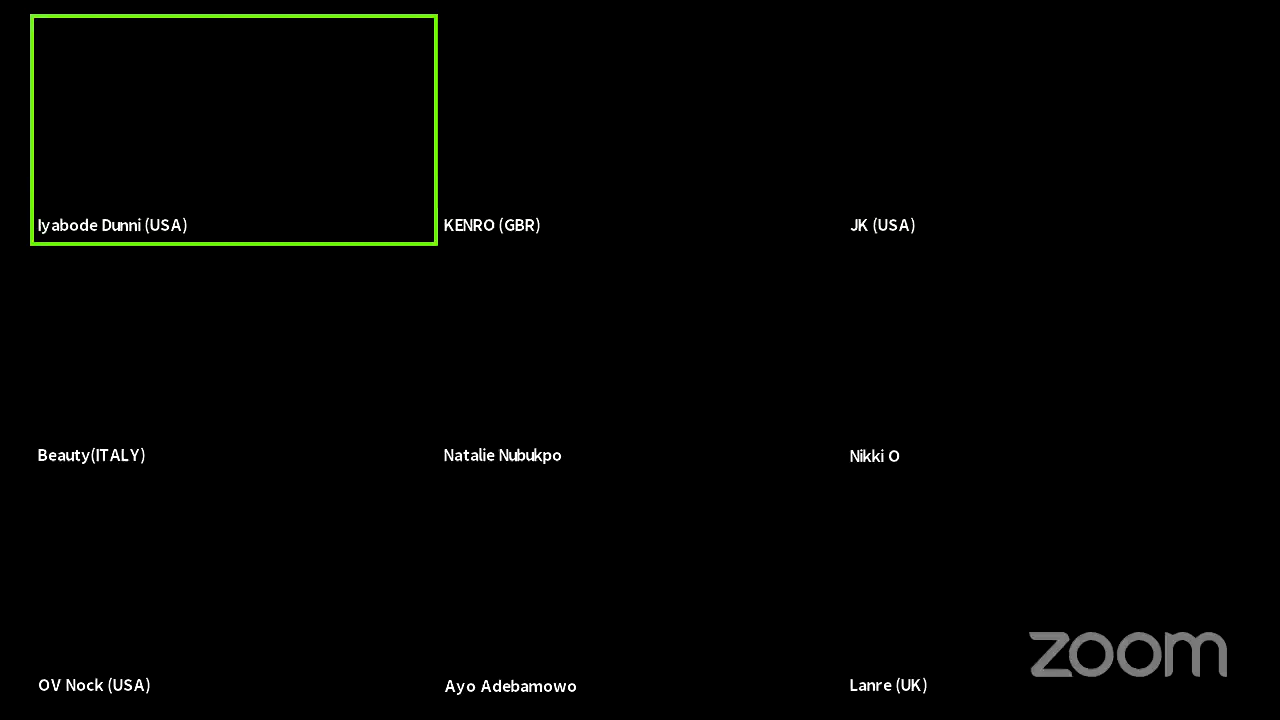 Iyabode Dunni (USA)
KENRO (GBR)
JK (USA)
Beauty(ITALY)
Natalie Nubukpo
Nikki O
OV Nock (USA)
Ayo Adebamowo
Lanre (UK)
zoom